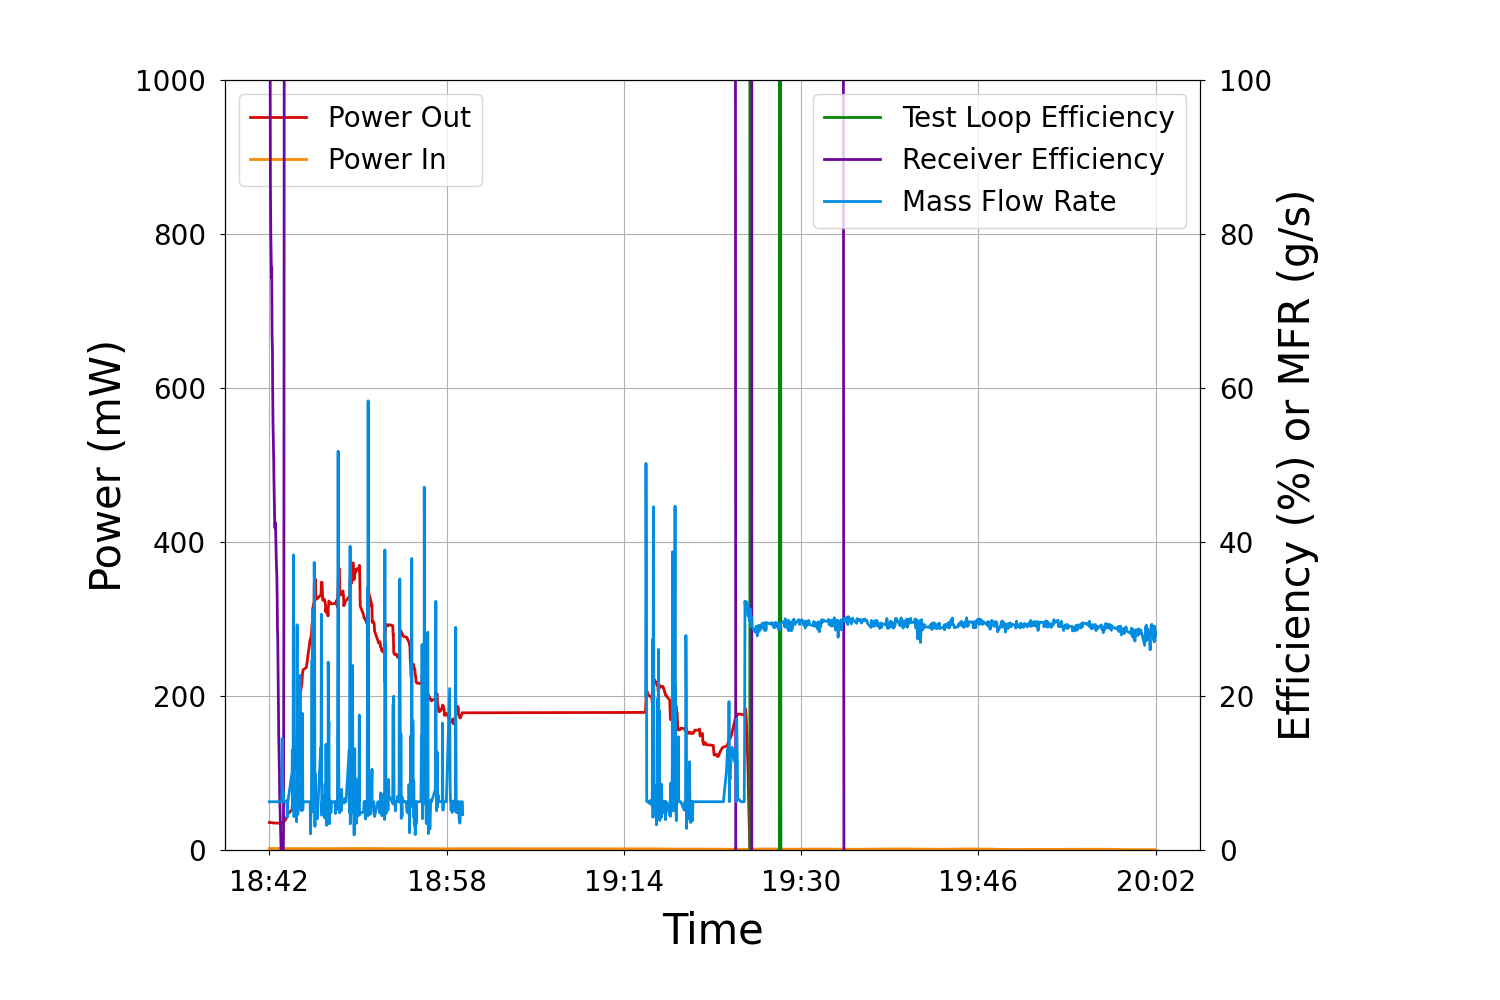 1000
800
600
400
200
0
Power (mW)
Power Out
Power In
Test Loop Efficiency
Receiver Efficiency
Mass Flow Rate
100
80
60
40
20
0
Efficiency (%) or MFR (g/s)
18:42 18:58 19:14 19:30 19:46 20:02
Time